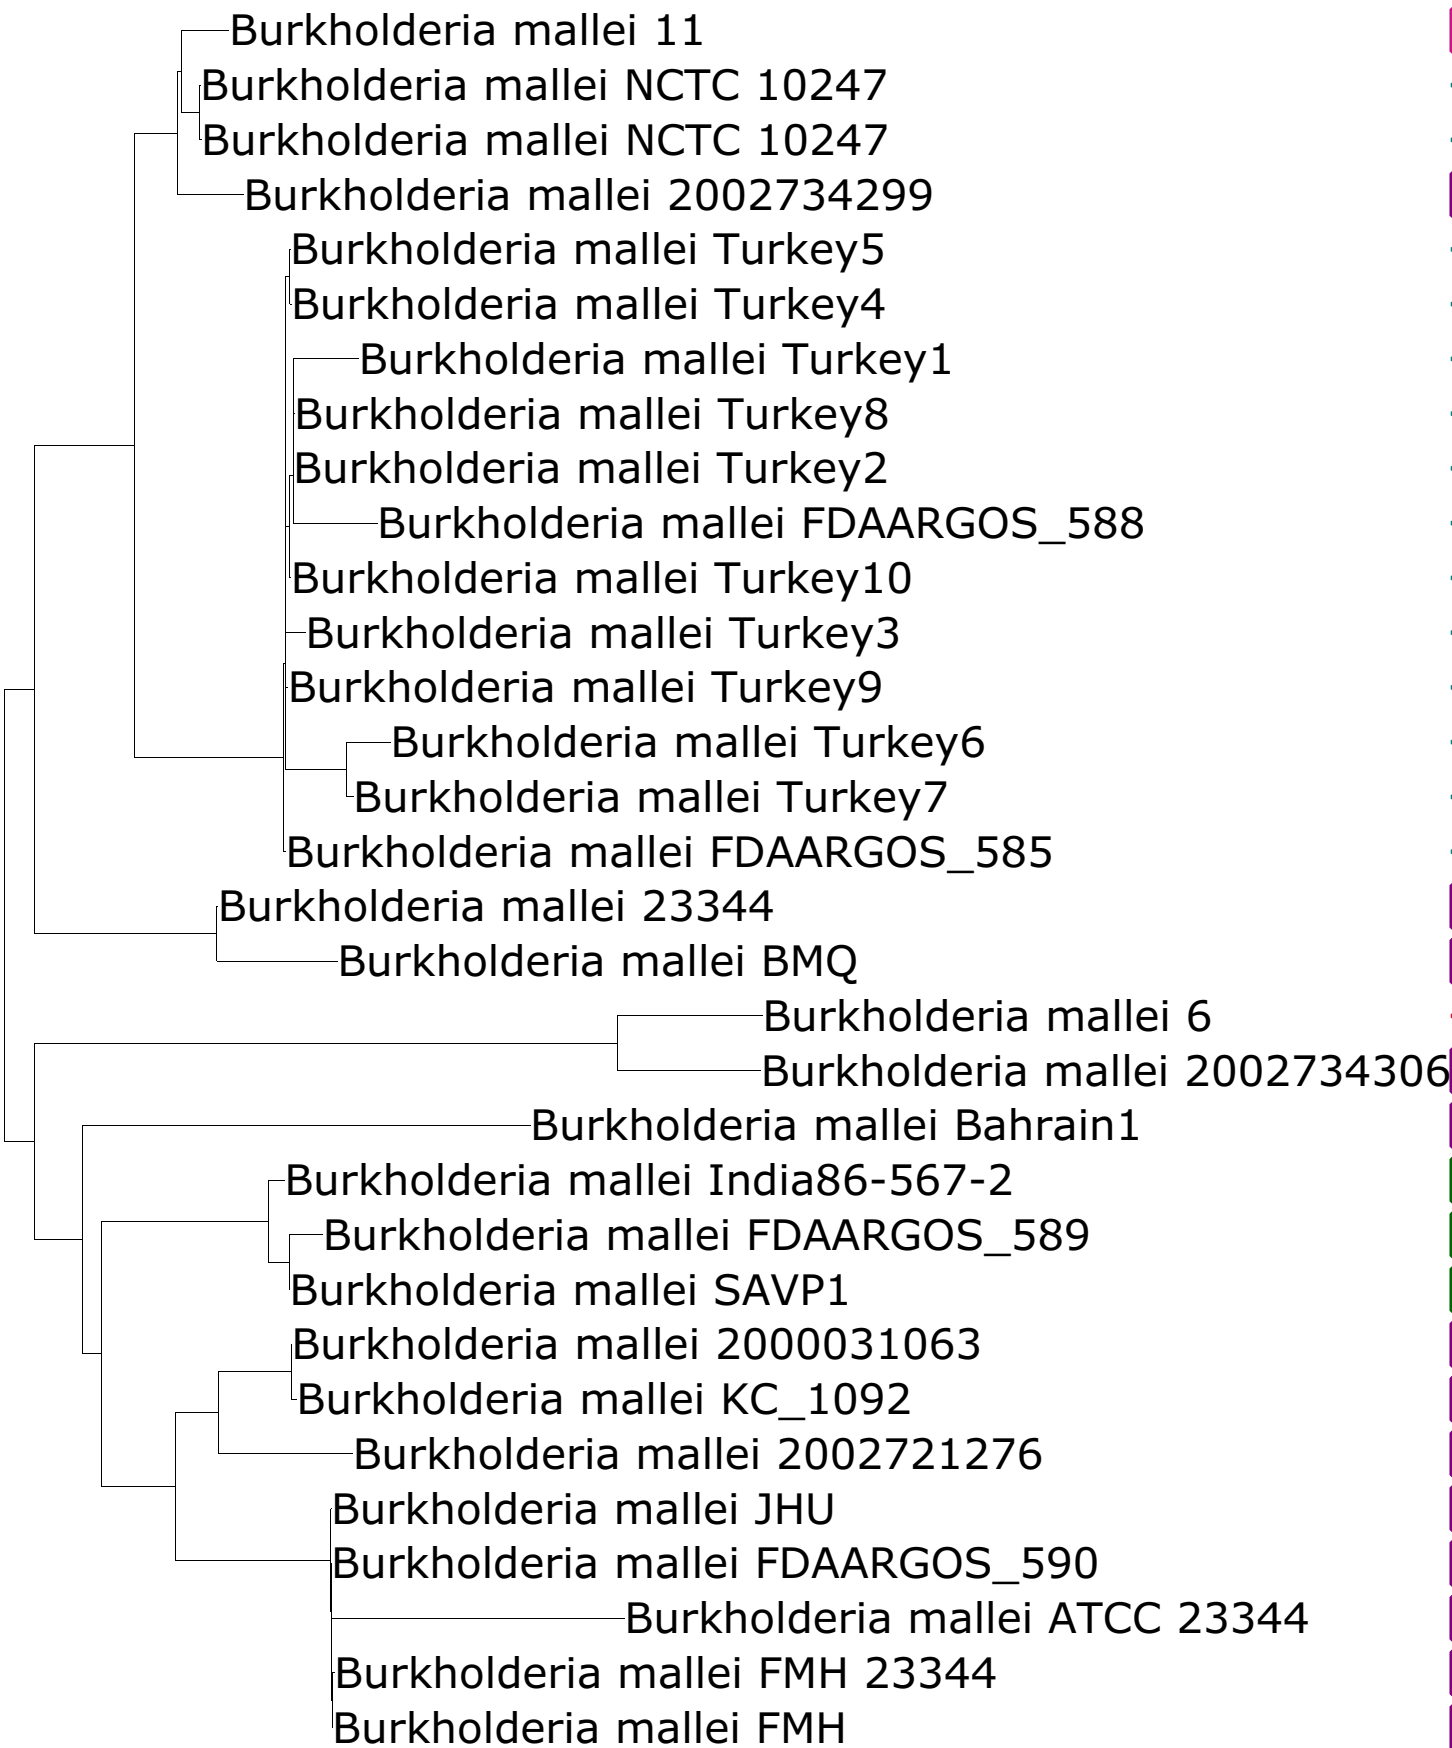 Burkholderia mallei 11
Burkholderia mallei NCTC 10247
Burkholderia mallei NCTC 10247
Burkholderia mallei 2002734299
Burkholderia mallei Turkey5
Burkholderia mallei Turkey4
Burkholderia mallei Turkey1
Burkholderia mallei Turkey8
Burkholderia mallei Turkey2
Burkholderia mallei FDAARGOS_588
Burkholderia mallei Turkey10
Burkholderia mallei Turkey3
Burkholderia mallei Turkey9
Burkholderia mallei Turkey6
Burkholderia mallei Turkey7
Burkholderia mallei FDAARGOS_585
Burkholderia mallei 23344
Burkholderia mallei BMQ
Burkholderia mallei 6
Burkholderia mallei 2002734306
Burkholderia mallei Bahrain1
Burkholderia mallei India86-567-2
Burkholderia mallei FDAARGOS_589
Burkholderia mallei SAVP1
Burkholderia mallei 2000031063
Burkholderia mallei KC_1092
Burkholderia mallei 2002721276
Burkholderia mallei JHU
Burkholderia mallei FDAARGOS_590
Burkholderia mallei ATCC 23344
Burkholderia mallei FMH 23344
Burkholderia mallei FMH